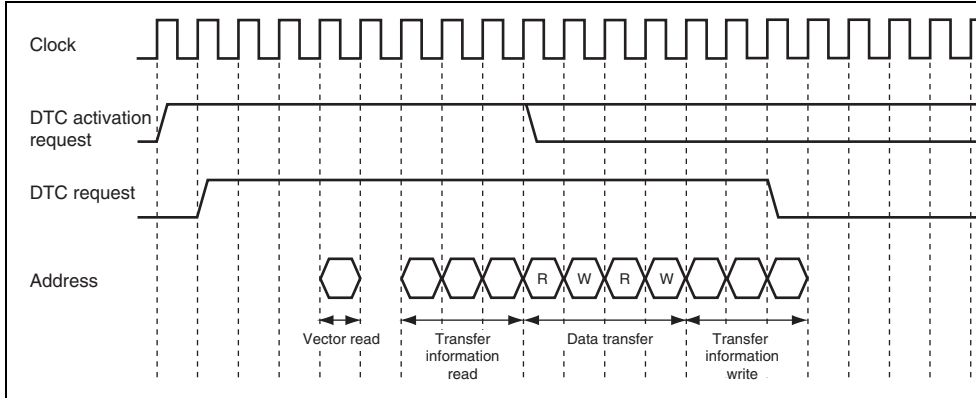 Clock
DTC activation
request
DTC request
Address
R W R W
Vector read
Transfer
information
read
Data transfer
Transfer
information
write